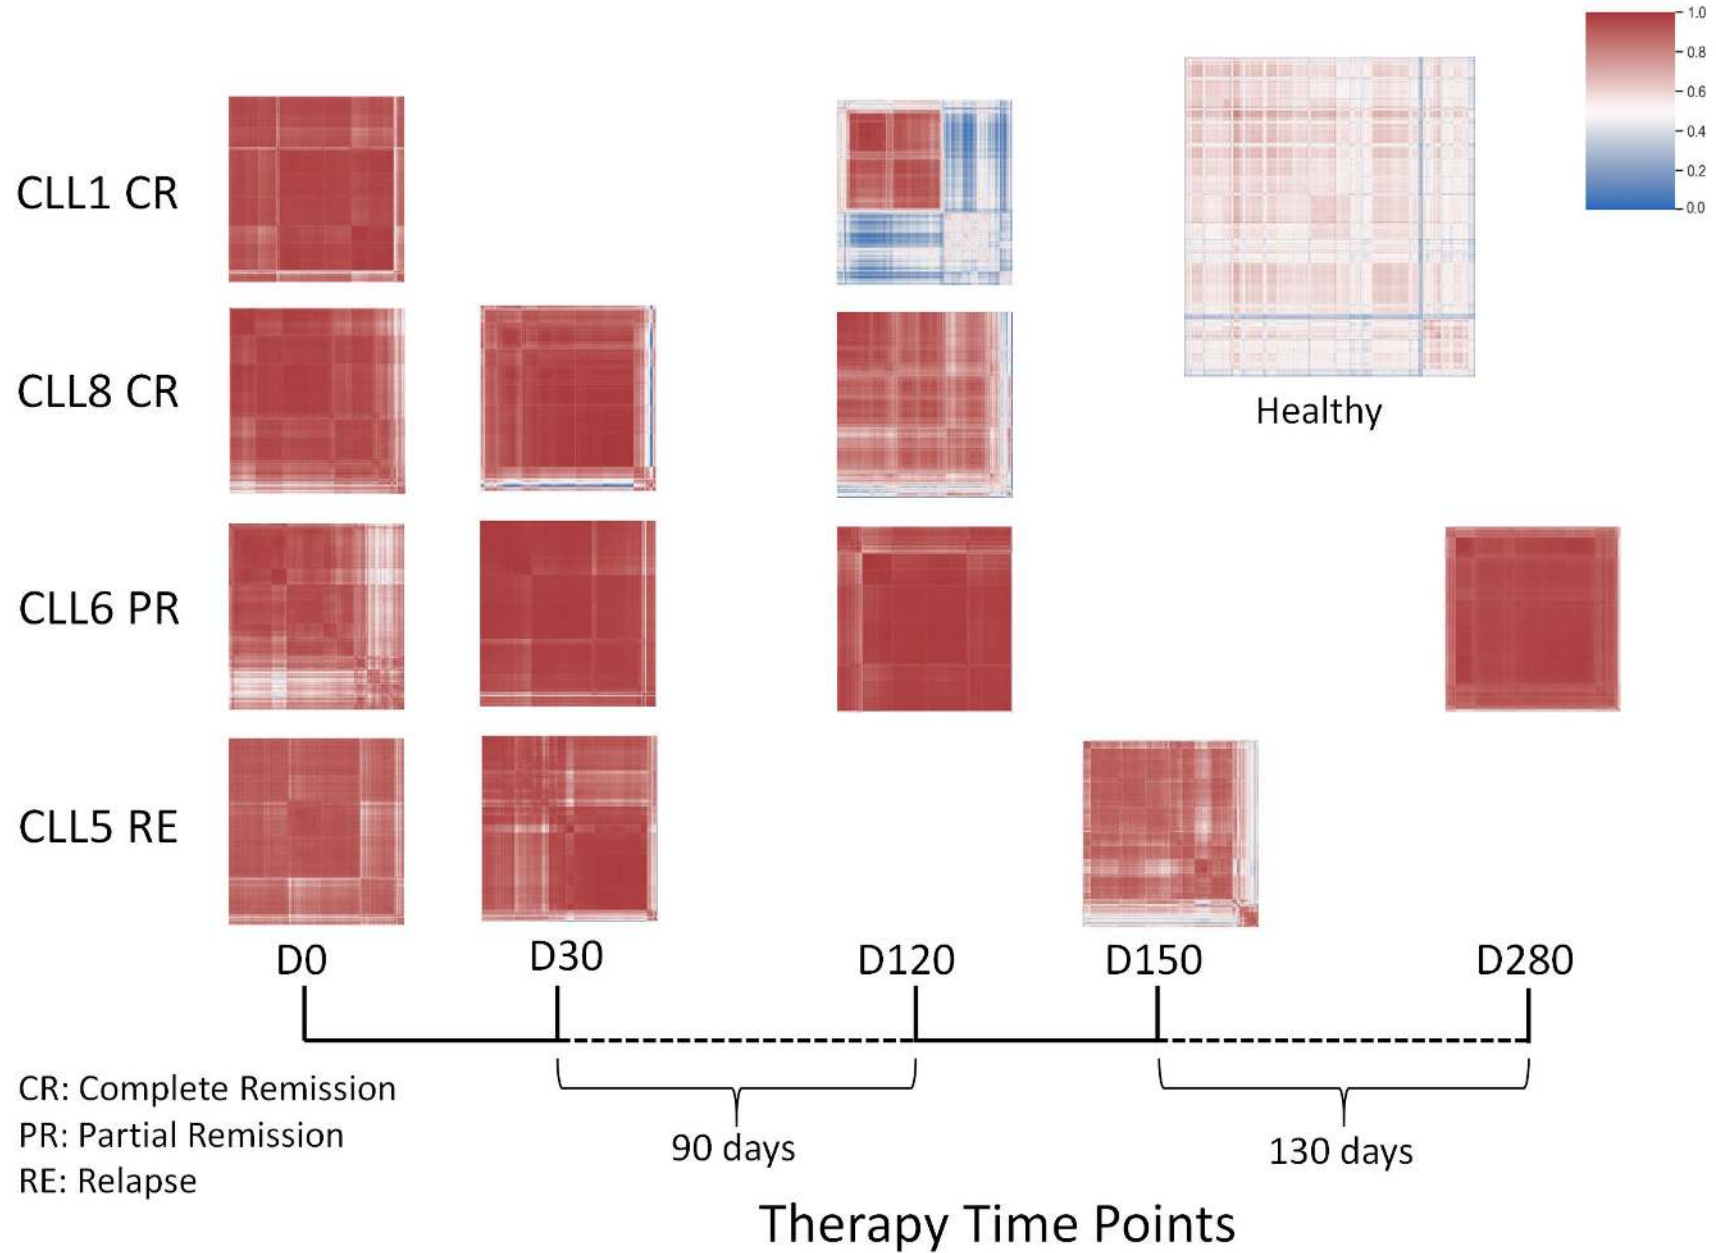 1.0
0.8
0.6
0.4
0.2
0.0
CLL1 CR
CLL8 CR
Healthy
CLL6 PR
CLL5 RE
D0
D30
D120
D150
D280
CR: Complete Remission
PR: Partial Remission
RE: Relapse
90 days
130 days
Therapy Time Points